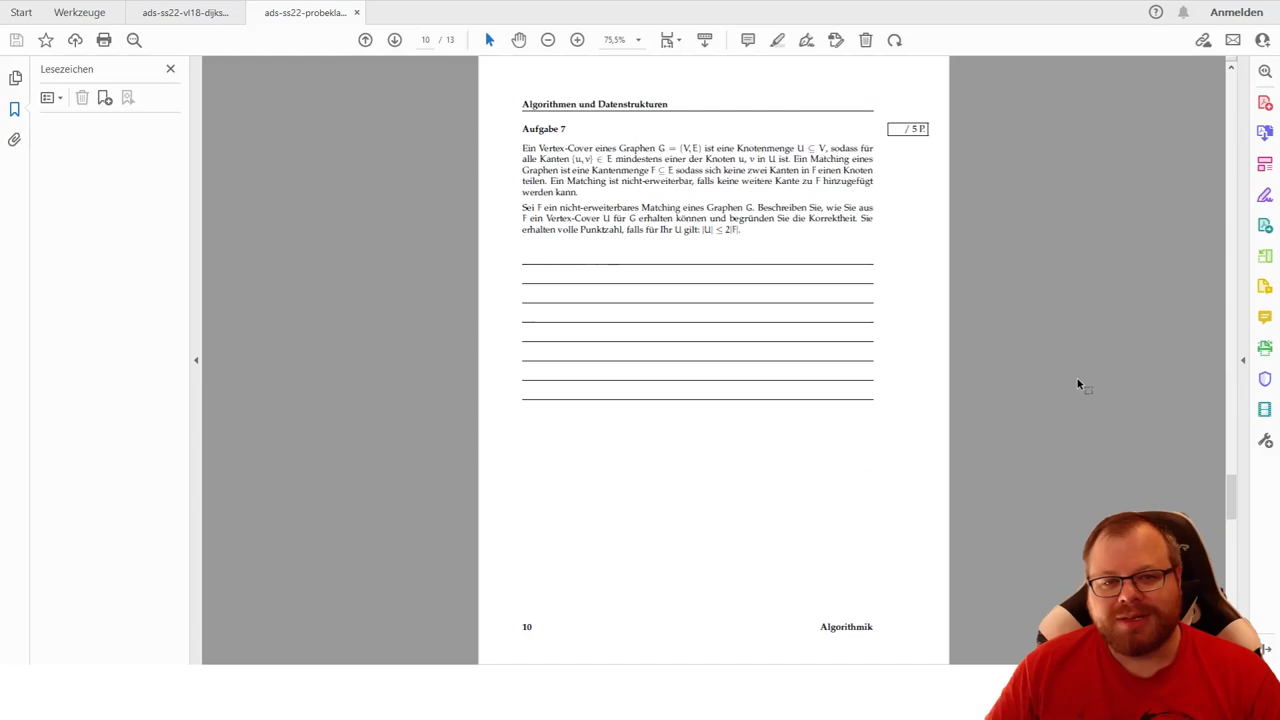 Start
Werkzeuge
ads-ss22-vl18-dijks...
ads-ss22-probekla...
Anmelden
10 / 13
75,5%
Lesezeichen
Algorithmen und Datenstrukturen
Aufgabe 7
/ 5 P.
Ein Vertex-Cover eines Graphen G = (V, E) ist eine Knotenmenge U ⊆ V, sodass für
alle Kanten {u, v} ∈ E mindestens einer der Knoten u, v in U ist. Ein Matching eines
Graphen ist eine Kantenmenge F ⊆ E sodass sich keine zwei Kanten in F einen Knoten
teilen. Ein Matching ist nicht-erweiterbar, falls keine weitere Kante zu F hinzugefügt
werden kann.
Sei F ein nicht-erweiterbares Matching eines Graphen G. Beschreiben Sie, wie Sie aus
F ein Vertex-Cover U für G erhalten können und begründen Sie die Korrektheit. Sie
erhalten volle Punktzahl, falls für Ihr U gilt: |U| ≤ 2|F|.
10
Algorithmik